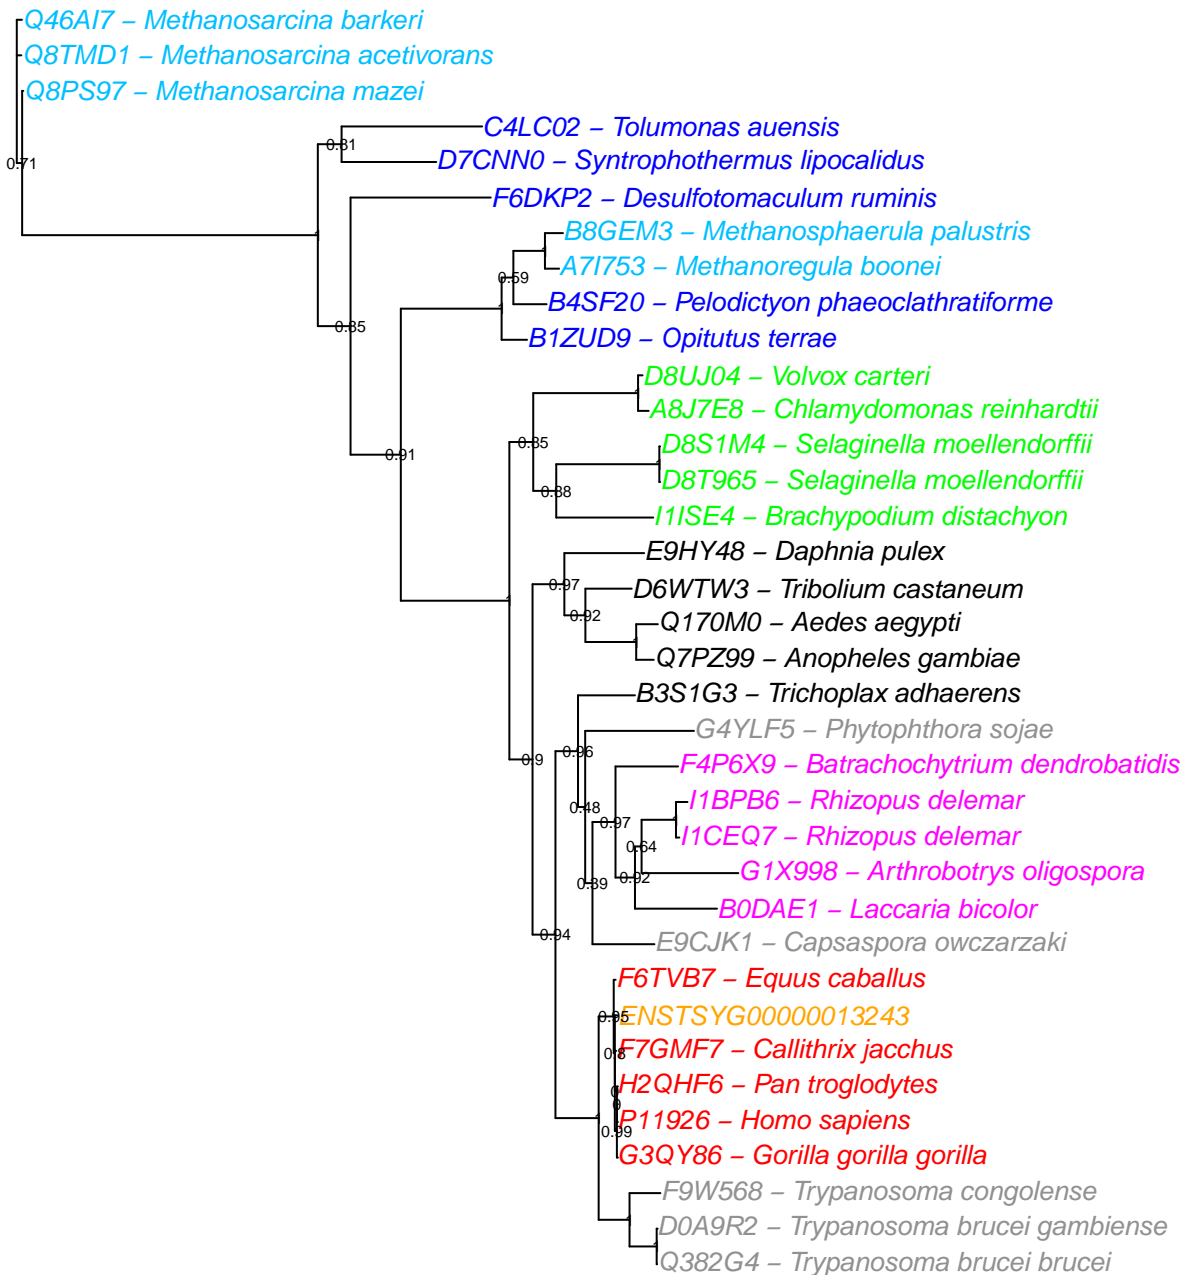 Q46AI7 – Methanosarcina barkeri
Q8TMD1 – Methanosarcina acetivorans
Q8PS97 – Methanosarcina mazei
C4LC02 – Tolumonas auensis
0.81
D7CNN0 – Syntrophothermus lipocalidus
0.71
F6DKP2 – Desulfotomaculum ruminis
B8GEM3 – Methanosphaerula palustris
1
A7I753 – Methanoregula boonei
0.59
B4SF20 – Pelodictyon phaeoclathratiforme
0.85
B1ZUD9 – Opitutus terrae
D8UJ04 – Volvox carteri
A8J7E8 – Chlamydomonas reinhardtii
0.85
D8S1M4 – Selaginella moellendorffii
0.91
D8T965 – Selaginella moellendorffii
0.88
I1ISE4 – Brachypodium distachyon
E9HY48 – Daphnia pulex
0.97
D6WTW3 – Tribolium castaneum
1
0.92
Q170M0 – Aedes aegypti
Q7PZ99 – Anopheles gambiae
B3S1G3 – Trichoplax adhaerens
G4YLF5 – Phytophthora sojae
0.96
0.9
F4P6X9 – Batrachochytrium dendrobatidis
I1BPB6 – Rhizopus delemar
0.48
0.97
I1CEQ7 – Rhizopus delemar
0.64
G1X998 – Arthrobotrys oligospora
0.92
0.39
B0DAE1 – Laccaria bicolor
0.94
E9CJK1 – Capsaspora owczarzaki
F6TVB7 – Equus caballus
0.95
ENSTSYG00000013243
F7GMF7 – Callithrix jacchus
0.8
H2QHF6 – Pan troglodytes
0
0
P11926 – Homo sapiens
0.99
G3QY86 – Gorilla gorilla gorilla
F9W568 – Trypanosoma congolense
D0A9R2 – Trypanosoma brucei gambiense
Q382G4 – Trypanosoma brucei brucei